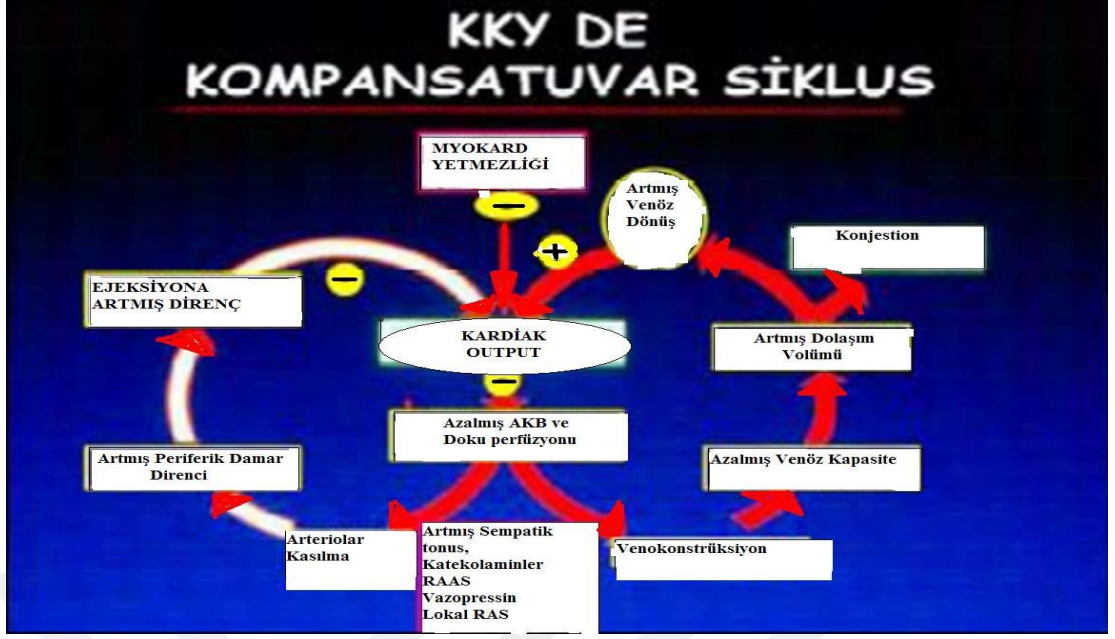 KKY DE
KOMPANSATUVAR SİKLUS
MYOKARD
YETMEZLİĞİ
Artmış
Venöz
Dönüş
Konjestion
EJEKSİYONA
ARTMIŞ DİRENÇ
KARDİAK
OUTPUT
Artmış Dolaşım
Volümü
Azalmış AKB ve
Doku perfüzyonu
Artmış Periferik Damar
Direnci
Azalmış Venöz Kapasite
Arteriolar
Kasılma
Artmış Sempatik
tonus,
Katekolaminler
RAAS
Vazopressin
Lokal RAS
Venokonstrüksiyon